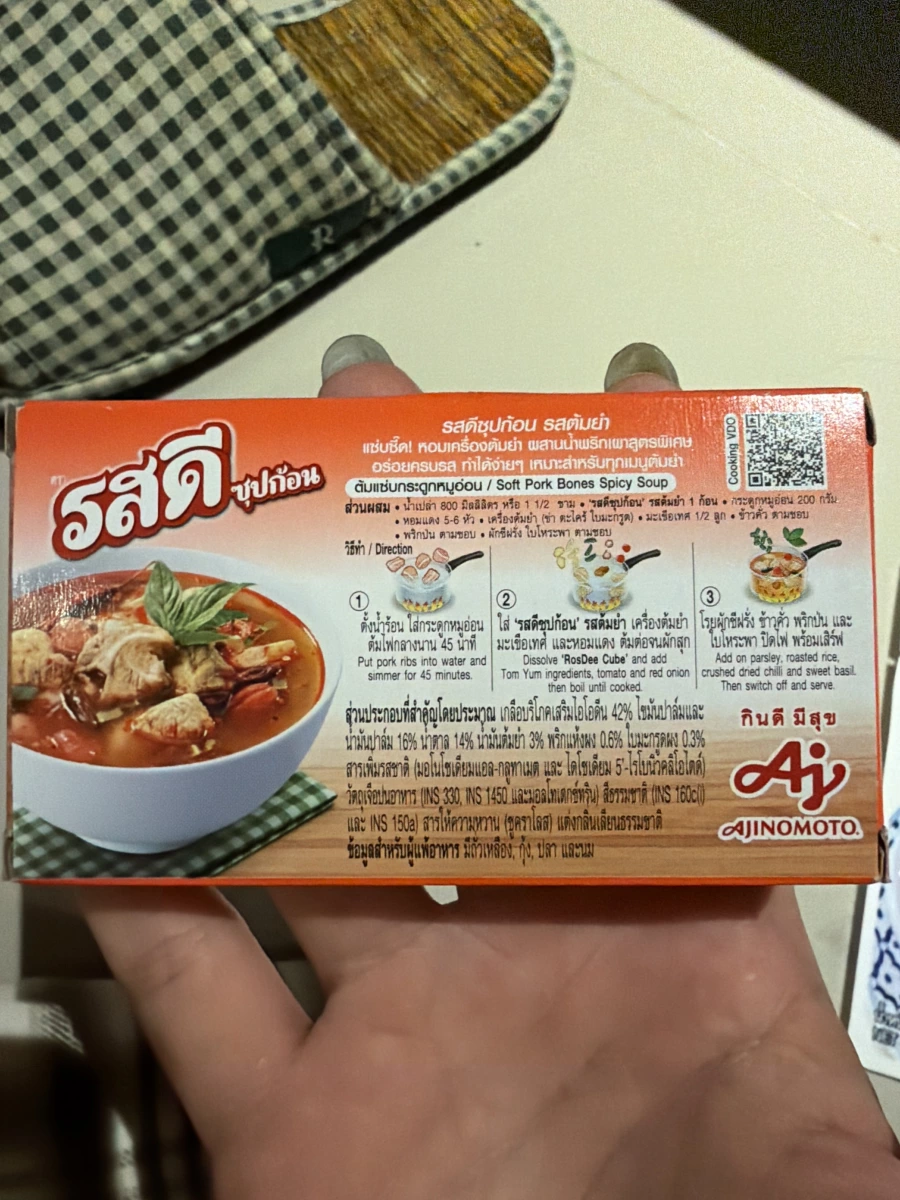 รสดี
ซุปก้อน
รสดีซุปก้อน รสต้มยำ
แซ่บซี้ด! หอมเครื่องต้มยำ ผสานน้ำพริกเผาสูตรพิเศษ
อร่อยครบรส ทำได้ง่ายๆ เหมาะสำหรับทุกเมนูต้มยำ
Cooking VDO
ต้มแซ่บกระดูกหมูอ่อน / Soft Pork Bones Spicy Soup
ส่วนผสม • น้ำเปล่า 800 มิลลิลิตร หรือ 1 1/2 ชาม • 'รสดีซุปก้อน' รสต้มยำ 1 ก้อน • กระดูกหมูอ่อน 200 กรัม
• หอมแดง 5-6 หัว • เครื่องต้มยำ (ข่า ตะไคร้ ใบมะกรูด) • มะเขือเทศ 1/2 ลูก • ข้าวคั่ว ตามชอบ
• พริกป่น ตามชอบ • ผักชีฝรั่ง ใบโหระพา ตามชอบ
วิธีทำ / Direction
1
ตั้งน้ำร้อน ใส่กระดูกหมูอ่อน
ต้มไฟกลางนาน 45 นาที
Put pork ribs into water and
simmer for 45 minutes.
2
ใส่ 'รสดีซุปก้อน' รสต้มยำ เครื่องต้มยำ
มะเขือเทศ และหอมแดง ต้มต่อจนผักสุก
Dissolve 'RosDee Cube' and add
Tom Yum ingredients, tomato and red onion
then boil until cooked.
3
โรยผักชีฝรั่ง ข้าวคั่ว พริกป่น และ
ใบโหระพา ปิดไฟ พร้อมเสิร์ฟ
Add on parsley, roasted rice,
crushed dried chilli and sweet basil.
Then switch off and serve.
ส่วนประกอบที่สำคัญโดยประมาณ เกลือบริโภคเสริมไอโอดีน 42% ไขมันปาล์มและ
น้ำมันปาล์ม 16% น้ำตาล 14% น้ำมันต้มยำ 3% พริกแห้งผง 0.6% ใบมะกรูดผง 0.3%
สารเพิ่มรสชาติ (มอโนโซเดียมแอล-กลูทาเมต และ ไดโซเดียม 5'-ไรโบนิวคลีโอไตด์)
วัตถุเจือปนอาหาร (INS 330, INS 1450 และมอลโทเดกซ์ทริน) สีธรรมชาติ (INS 160c(i)
และ INS 150a) สารให้ความหวาน (ซูคราโลส) แต่งกลิ่นเลียนธรรมชาติ
ข้อมูลสำหรับผู้แพ้อาหาร มีถั่วเหลือง, กุ้ง, ปลา และนม
กินดี มีสุข
Aj
AJINOMOTO.
R